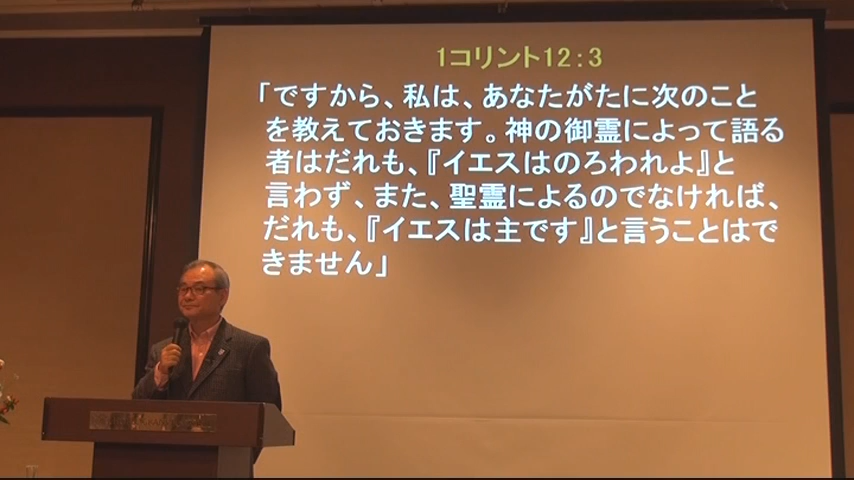 1コリント12：3
「ですから、私は、あなたがたに次のこと
を教えておきます。神の御霊によって語る
者はだれも、『イエスはのろわれよ』と
言わず、また、聖霊によるのでなければ、
だれも、『イエスは主です』と言うことはで
きません」